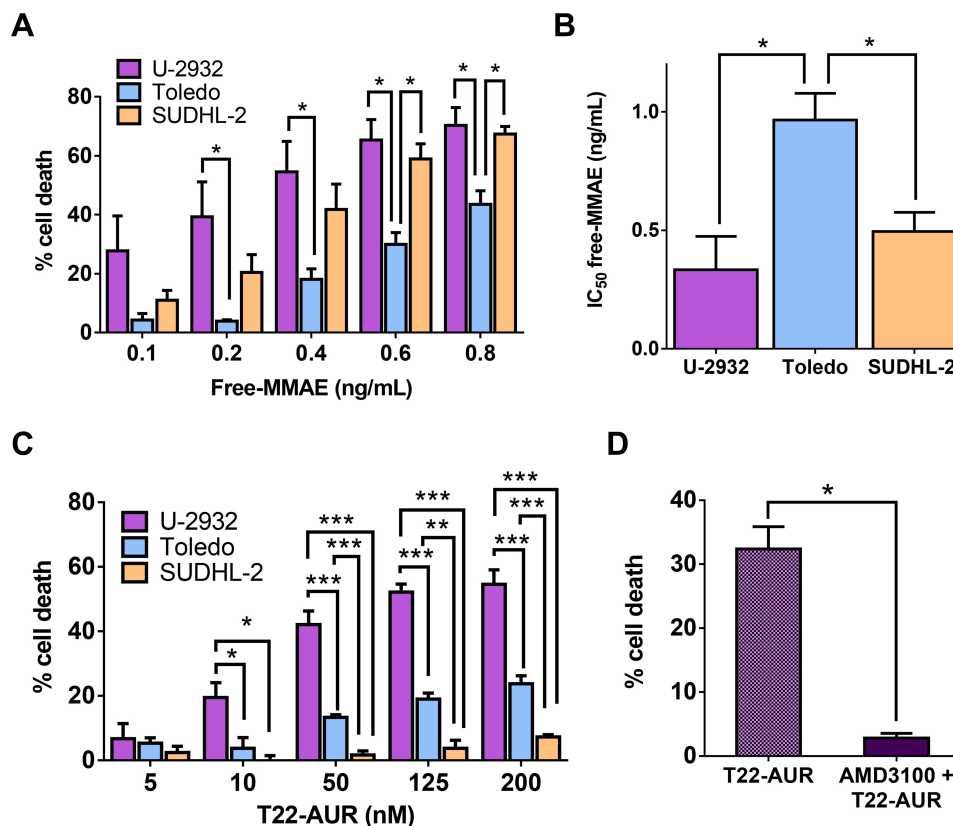 A
U-2932
Toledo
SUDHL-2
% cell death
80
60
40
20
0
* * * * * *
0.1 0.2 0.4 0.6 0.8
Free-MMAE (ng/mL)
B
IC50 free-MMAE (ng/mL)
1.0
0.5
0.0
* *
U-2932 Toledo SUDHL-2
C
U-2932
Toledo
SUDHL-2
% cell death
80
60
40
20
0
* *
*** *** ***
*** ** ***
*** *** ***
5 10 50 125 200
T22-AUR (nM)
D
% cell death
40
30
20
10
0
*
T22-AUR AMD3100 +
T22-AUR